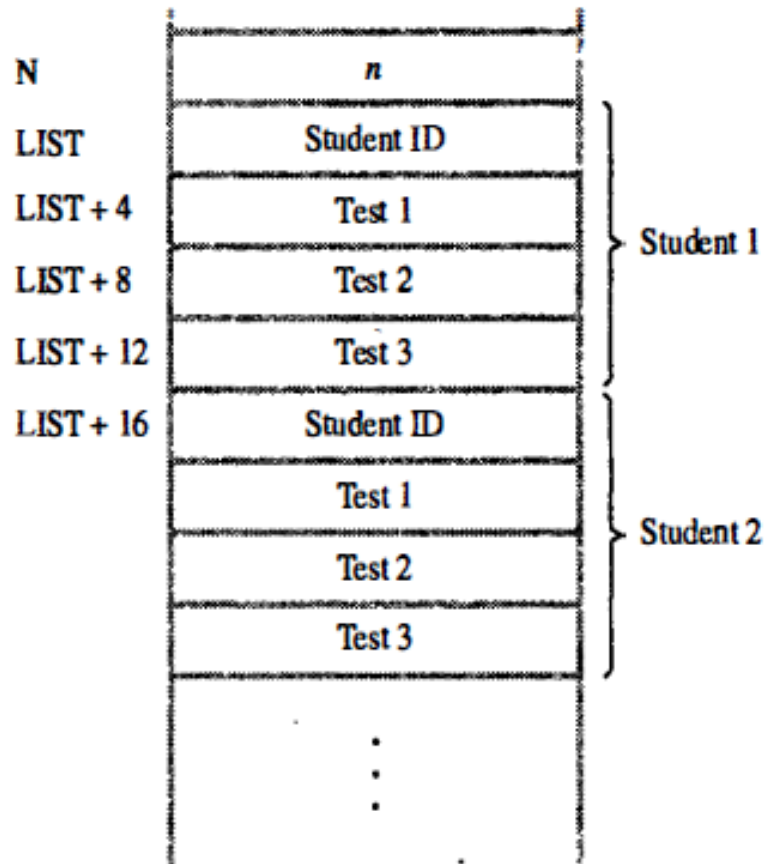 N n
LIST Student ID
LIST + 4 Test 1
LIST + 8 Test 2
Student 1
LIST + 12 Test 3
LIST + 16 Student ID
Test 1
Student 2
Test 2
Test 3